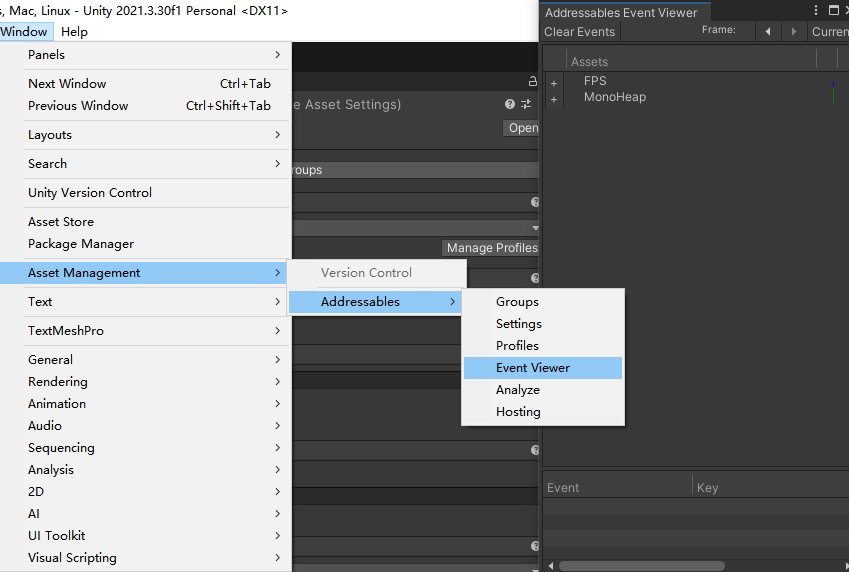 s, Mac, Linux - Unity 2021.3.30f1 Personal <DX11>
Window Help
Panels
Next Window Ctrl+Tab
Previous Window Ctrl+Shift+Tab
Layouts
Search
Unity Version Control
Asset Store
Package Manager
Asset Management
Text
TextMeshPro
General
Rendering
Animation
Audio
Sequencing
Analysis
2D
AI
UI Toolkit
Visual Scripting
e Asset Settings)
Open
roups
Manage Profiles
Version Control
Addressables
Groups
Settings
Profiles
Event Viewer
Analyze
Hosting
Addressables Event Viewer
Clear Events Frame: Curren
Assets
FPS
MonoHeap
Event Key